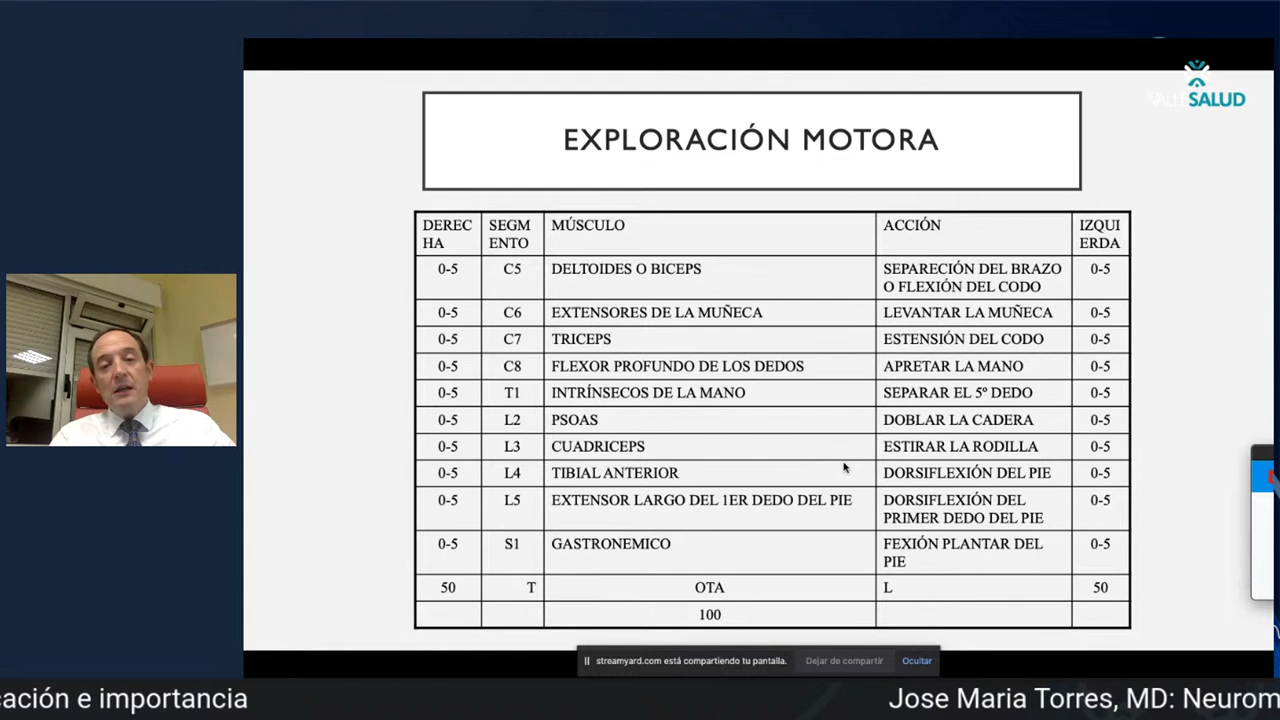 VALLE SALUD
EXPLORACIÓN MOTORA
DEREC
HA
SEGM
ENTO
MÚSCULO
ACCIÓN
IZQUI
ERDA
0-5 C5 DELTOIDES O BICEPS SEPARECIÓN DEL BRAZO 0-5
O FLEXIÓN DEL CODO
0-5 C6 EXTENSORES DE LA MUÑECA LEVANTAR LA MUÑECA 0-5
0-5 C7 TRICEPS ESTENSIÓN DEL CODO 0-5
0-5 C8 FLEXOR PROFUNDO DE LOS DEDOS APRETAR LA MANO 0-5
0-5 T1 INTRÍNSECOS DE LA MANO SEPARAR EL 5º DEDO 0-5
0-5 L2 PSOAS DOBLAR LA CADERA 0-5
0-5 L3 CUADRICEPS ESTIRAR LA RODILLA 0-5
0-5 L4 TIBIAL ANTERIOR DORSIFLEXIÓN DEL PIE 0-5
0-5 L5 EXTENSOR LARGO DEL 1ER DEDO DEL PIE DORSIFLEXIÓN DEL 0-5
PRIMER DEDO DEL PIE
0-5 S1 GASTRONEMICO FEXIÓN PLANTAR DEL 0-5
PIE
50 T OTA L 50
100
streamyard.com está compartiendo tu pantalla. Dejar de compartir Ocultar
cación e importancia Jose Maria Torres, MD: Neurom